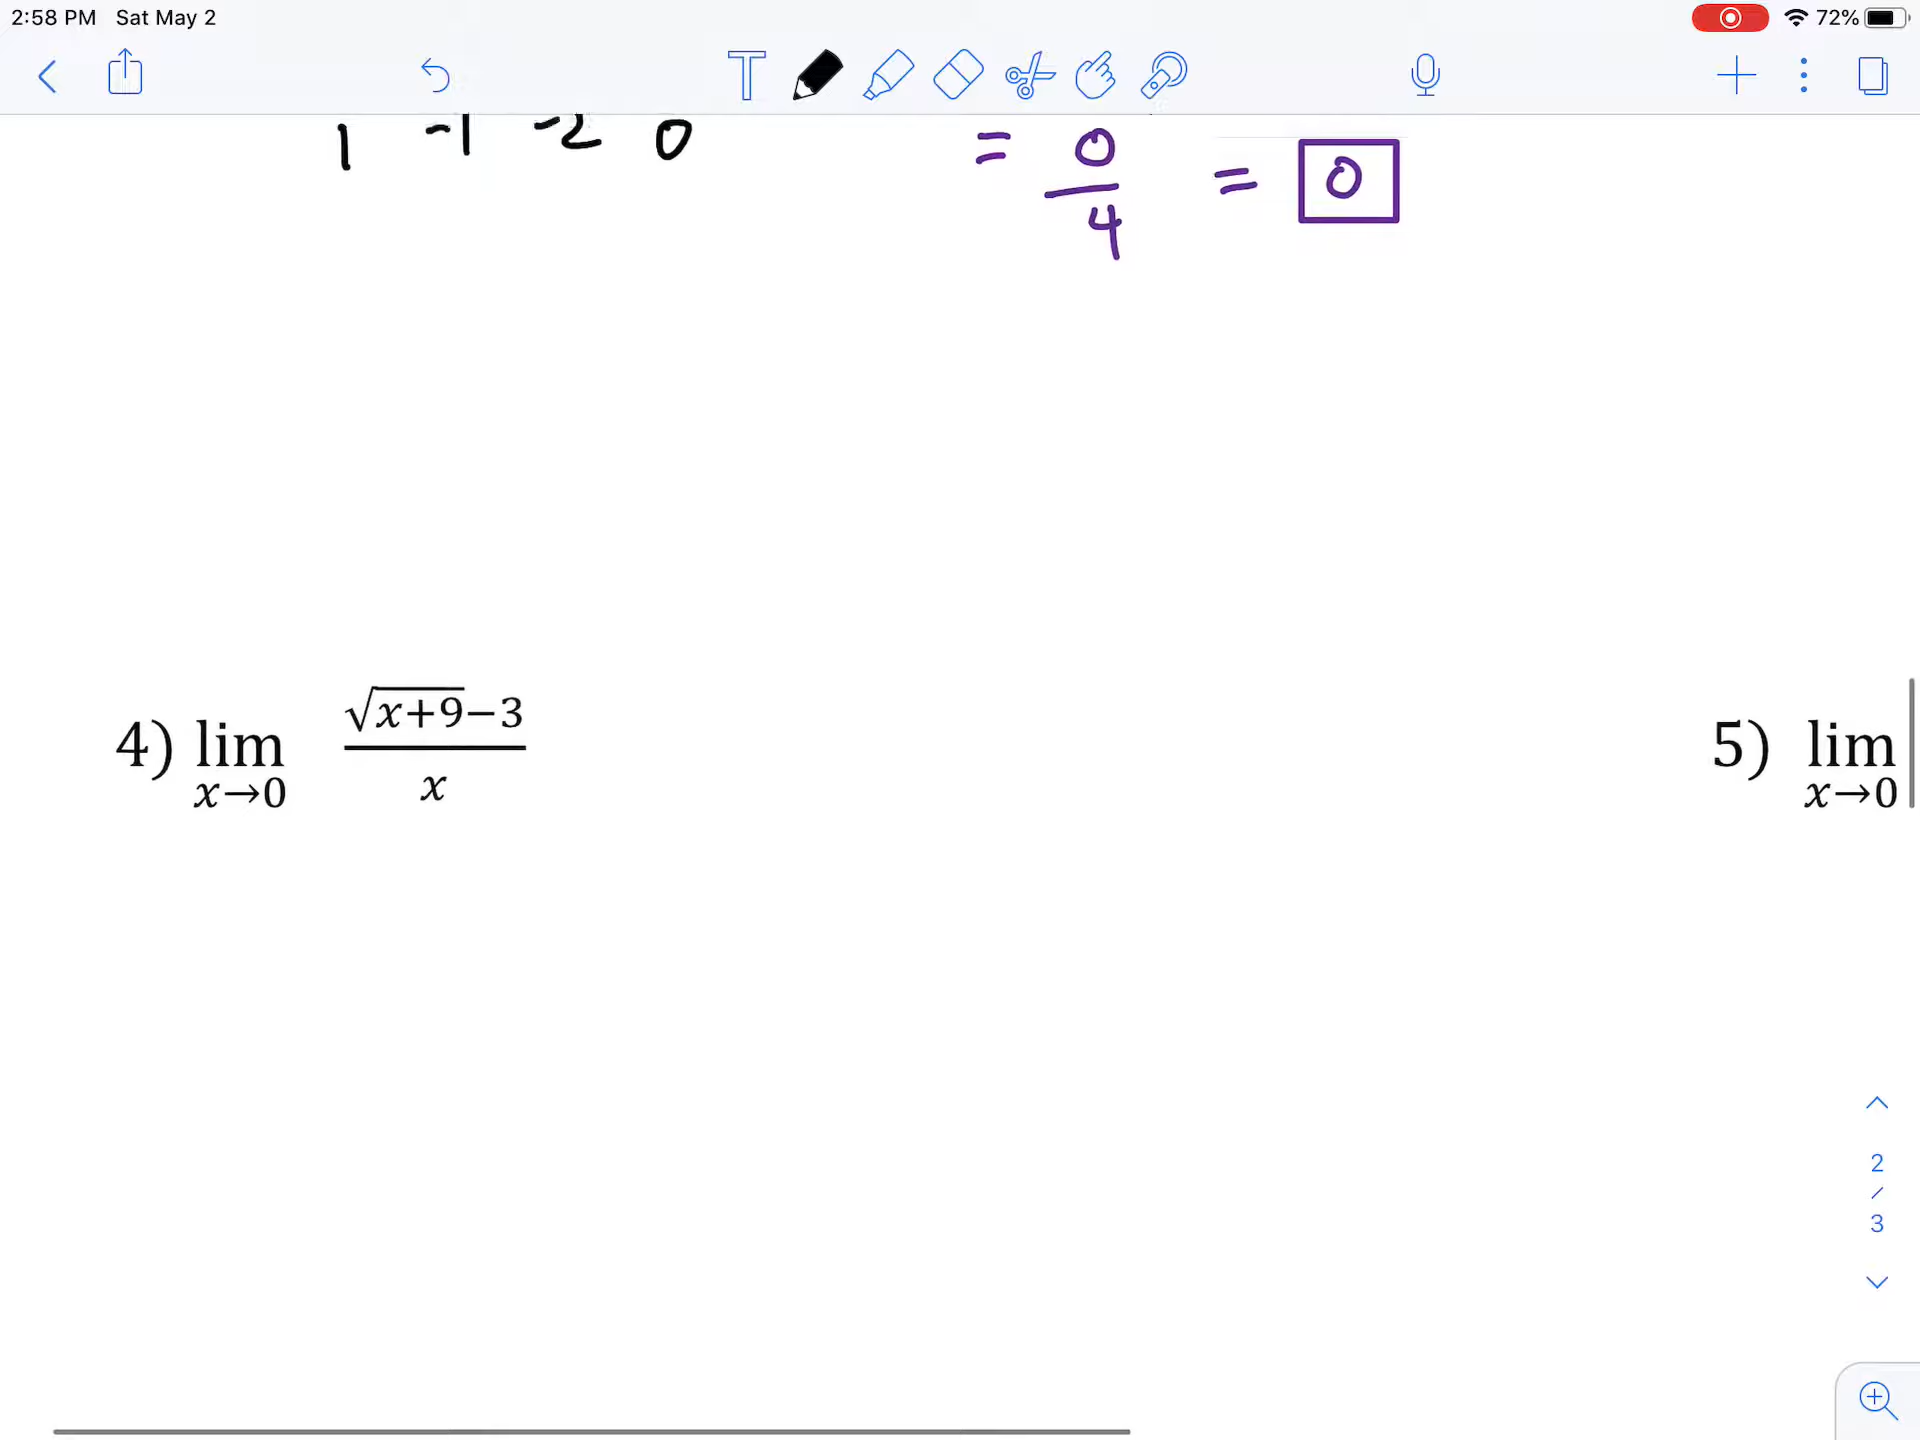 2:58 PM Sat May 2 72%
T
1 -1 -2 0
= 0/4 = 0
4) lim x→0 √x+9−3 / x
5) lim x→0
2
/
3